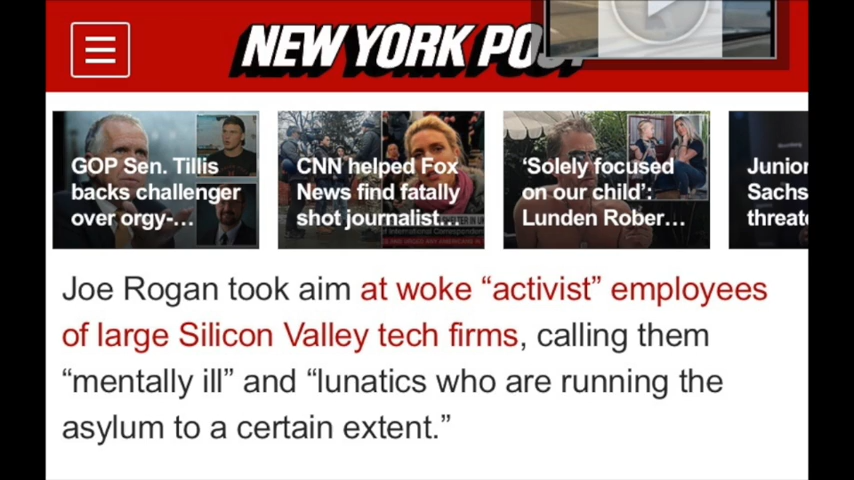 NEW YORK PO
GOP Sen. Tillis
backs challenger
over orgy-...
CNN helped Fox
News find fatally
shot journalist...
‘Solely focused
on our child’:
Lunden Rober...
Junior
Sachs
threate
Joe Rogan took aim at woke “activist” employees
of large Silicon Valley tech firms, calling them
“mentally ill” and “lunatics who are running the
asylum to a certain extent.”